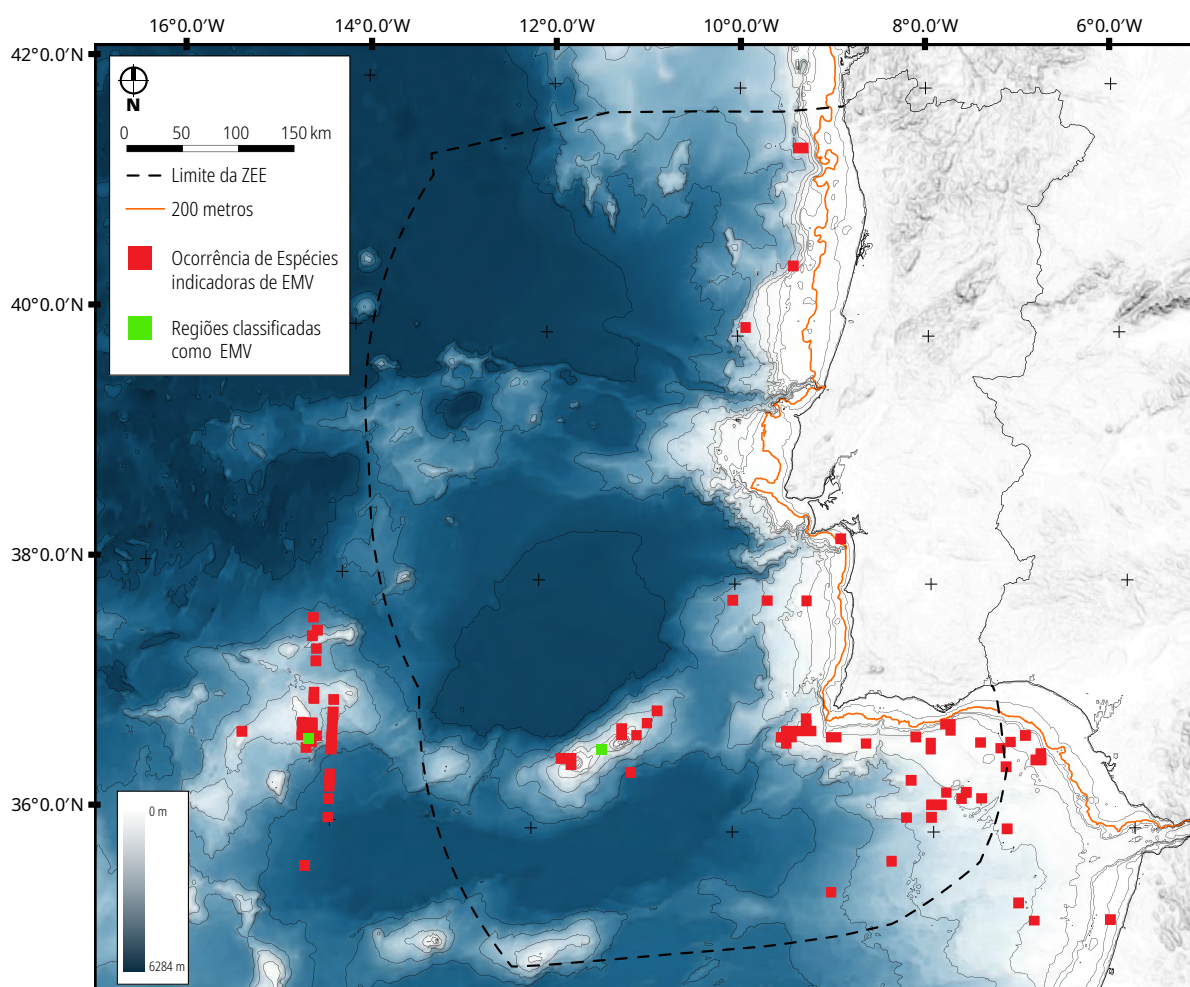 16°0.0'W 14°0.0'W 12°0.0'W 10°0.0'W 8°0.0'W 6°0.0'W
42°0.0'N
N
0 50 100 150 km
Limite da ZEE
200 metros
Ocorrência de Espécies
indicadoras de EMV
Regiões classificadas
como EMV
40°0.0'N
38°0.0'N
36°0.0'N
0 m
6284 m